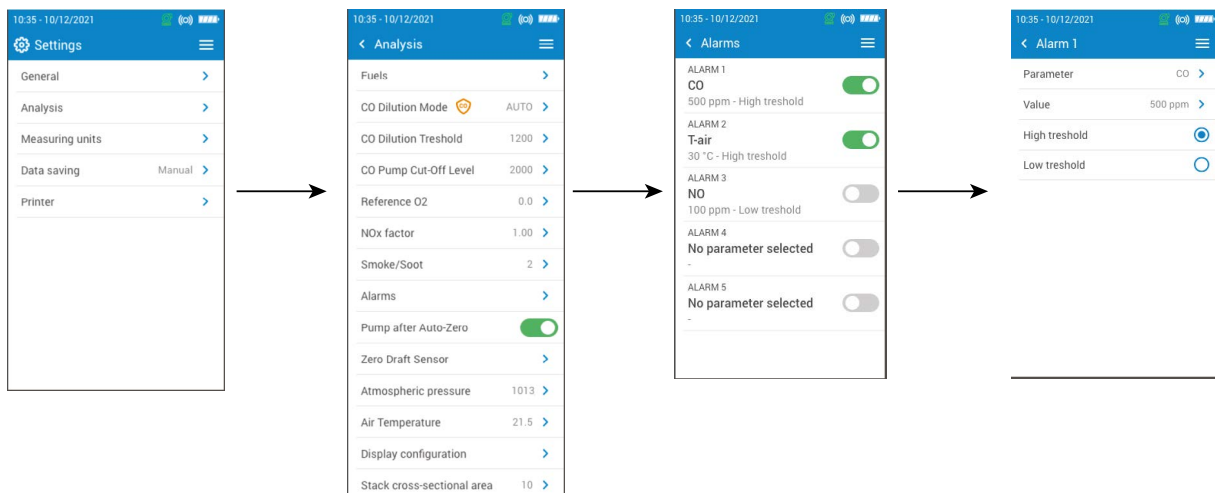 10:35 - 10/12/2021
Settings
General
Analysis
Measuring units
Data saving Manual
Printer
10:35 - 10/12/2021
Analysis
Fuels
CO Dilution Mode CO AUTO
CO Dilution Treshold 1200
CO Pump Cut-Off Level 2000
Reference O2 0.0
NOx factor 1.00
Smoke/Soot 2
Alarms
Pump after Auto-Zero
Zero Draft Sensor
Atmospheric pressure 1013
Air Temperature 21.5
Display configuration
Stack cross-sectional area 10
10:35 - 10/12/2021
Alarms
ALARM 1
CO
500 ppm - High treshold
ALARM 2
T-air
30 °C - High treshold
ALARM 3
NO
100 ppm - Low treshold
ALARM 4
No parameter selected
-
ALARM 5
No parameter selected
-
10:35 - 10/12/2021
Alarm 1
Parameter CO
Value 500 ppm
High treshold
Low treshold